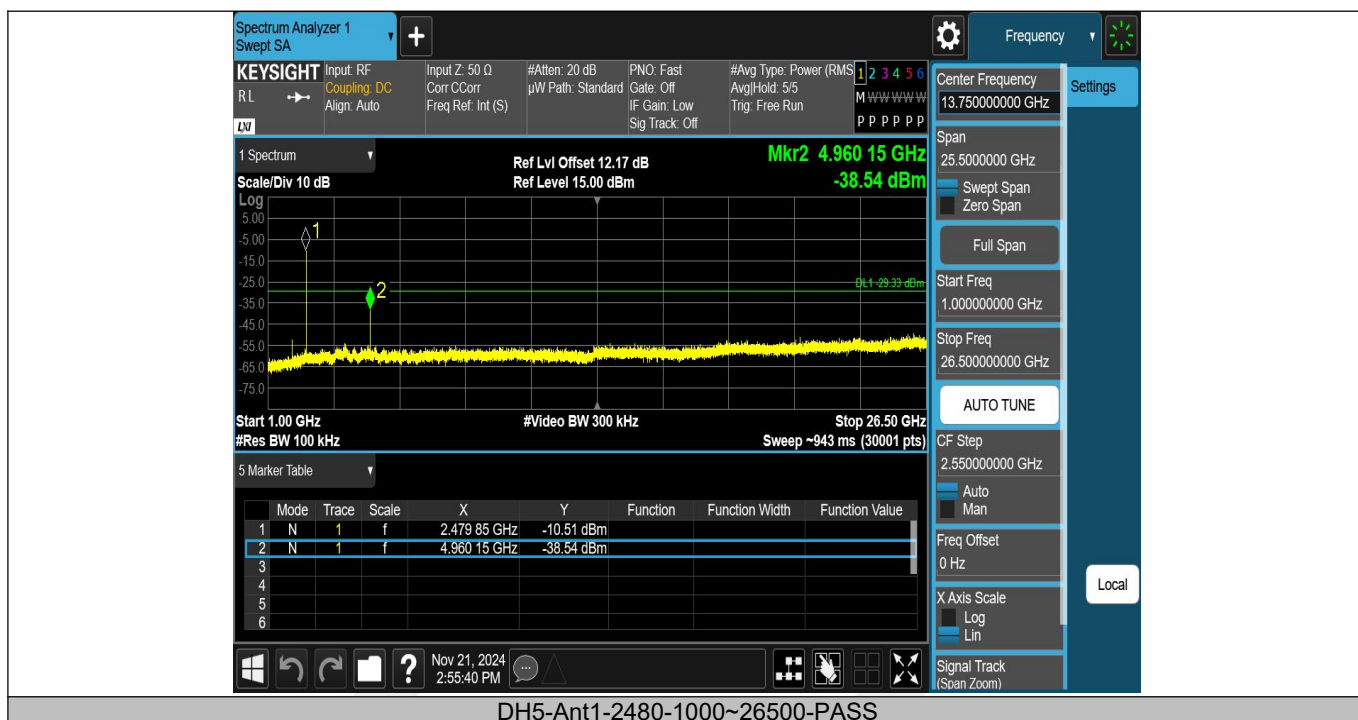 Spectrum Analyzer 1
Swept SA
+
Frequency
KEYSIGHT
RL
LXI
Input: RF
Coupling: DC
Align: Auto
Input Z: 50 Ω
Corr CCorr
Freq Ref: Int (S)
#Atten: 20 dB
µW Path: Standard
PNO: Fast
Gate: Off
IF Gain: Low
Sig Track: Off
#Avg Type: Power (RMS
Avg|Hold: 5/5
Trig: Free Run
1 2 3 4 5 6
M W W W W W
P P P P P P
1 Spectrum
Scale/Div 10 dB
Ref Lvl Offset 12.17 dB
Ref Level 15.00 dBm
Mkr2 4.960 15 GHz
-38.54 dBm
Log
5.00
-5.00
-15.0
-25.0
-35.0
-45.0
-55.0
-65.0
-75.0
1
2
DL1 -29.33 dBm
Start 1.00 GHz
#Video BW 300 kHz
Stop 26.50 GHz
#Res BW 100 kHz
Sweep ~943 ms (30001 pts)
5 Marker Table
Mode Trace Scale X Y Function Function Width Function Value
1 N 1 f 2.479 85 GHz -10.51 dBm
2 N 1 f 4.960 15 GHz -38.54 dBm
3
4
5
6
?
Nov 21, 2024
2:55:40 PM
Center Frequency
13.750000000 GHz
Settings
Span
25.5000000 GHz
Swept Span
Zero Span
Full Span
Start Freq
1.000000000 GHz
Stop Freq
26.500000000 GHz
AUTO TUNE
CF Step
2.550000000 GHz
Auto
Man
Freq Offset
0 Hz
Local
X Axis Scale
Log
Lin
Signal Track
(Span Zoom)
DH5-Ant1-2480-1000~26500-PASS